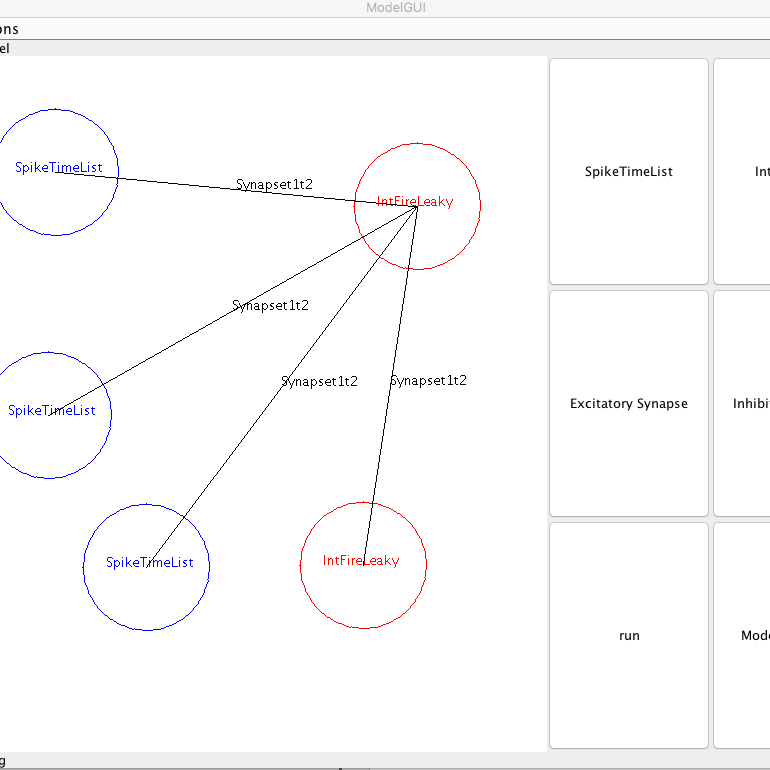 ModelGUI
ons
el
SpikeTimeList
Synapset1t2
IntFireLeaky
SpikeTimeList
Int
Synapset1t2
Synapset1t2
Synapset1t2
SpikeTimeList
Excitatory Synapse
Inhibi
SpikeTimeList
IntFireLeaky
run
Mode
g